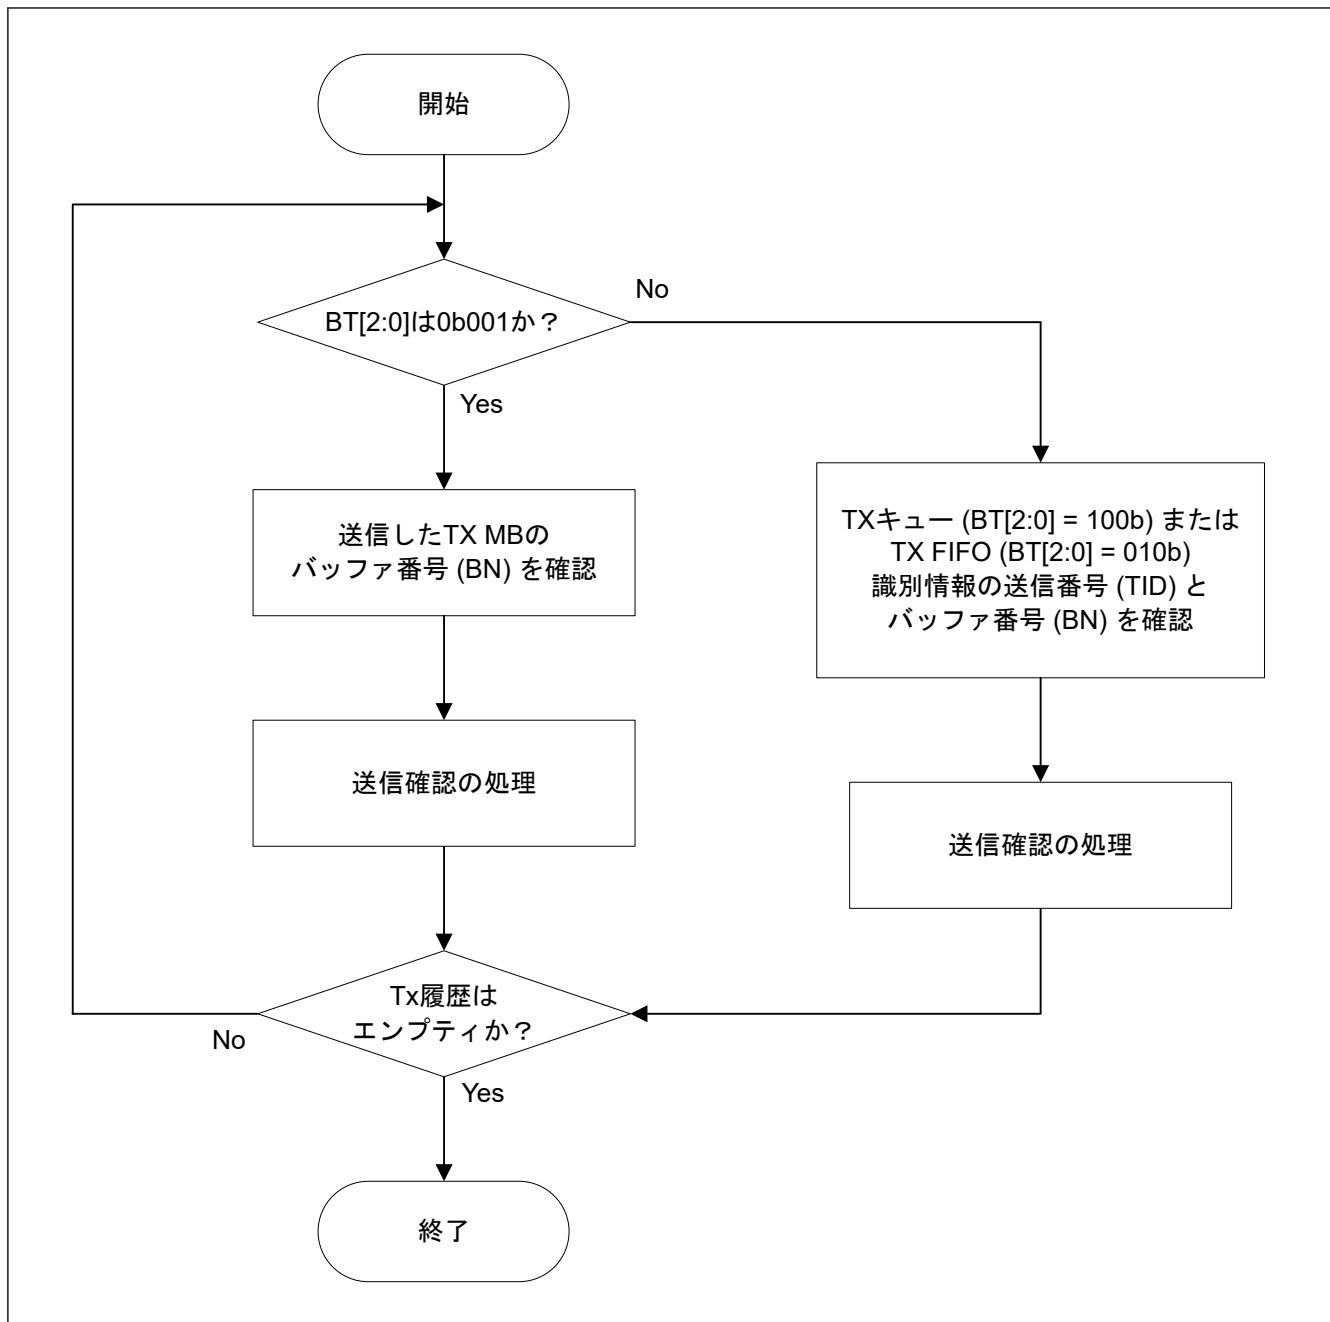 開始
BT[2:0]は0b001か？
No
Yes
送信したTX MBの
バッファ番号 (BN) を確認
TXキュー (BT[2:0] = 100b) または
TX FIFO (BT[2:0] = 010b)
識別情報の送信番号 (TID) と
バッファ番号 (BN) を確認
送信確認の処理
送信確認の処理
Tx履歴は
エンプティか？
No
Yes
終了